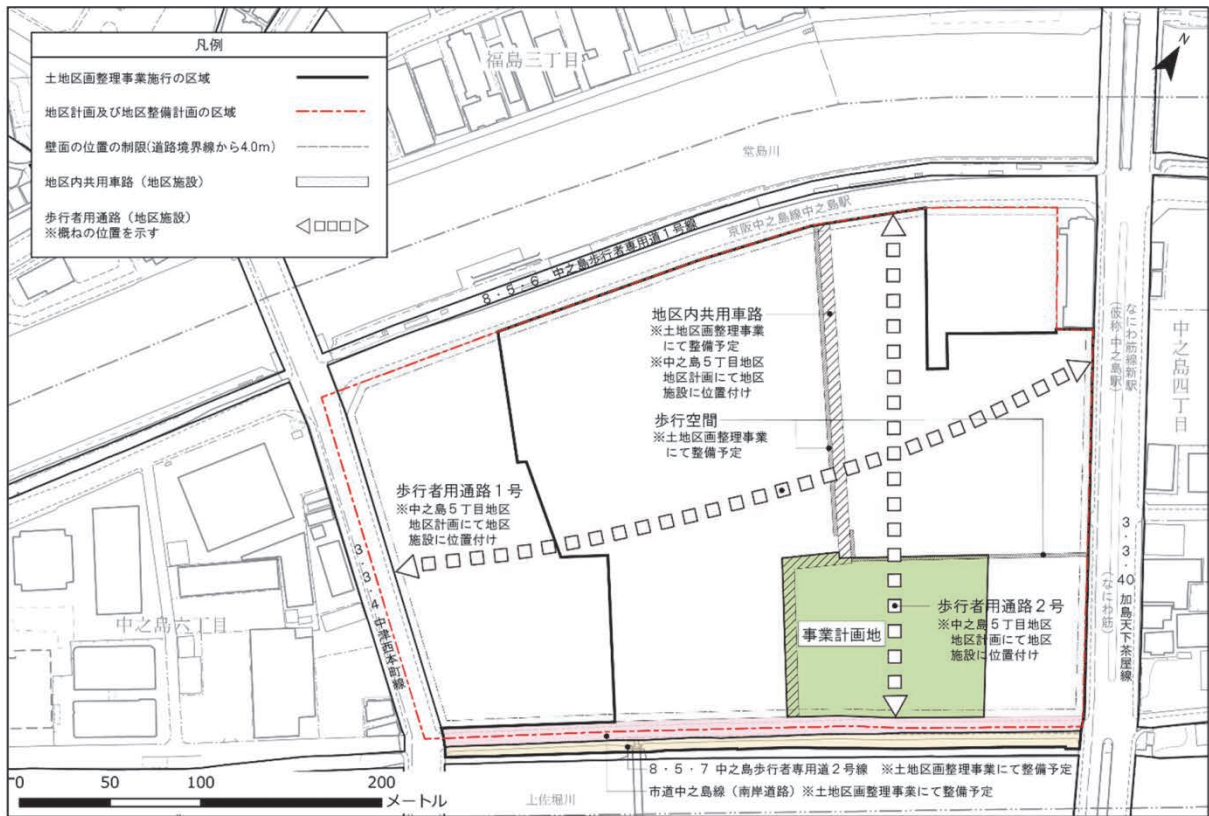 凡例
土地区画整理事業施行の区域
地区計画及び地区整備計画の区域
壁面の位置の制限(道路境界線から4.0m)
地区内共用車路（地区施設）
歩行者用通路（地区施設）
※概ねの位置を示す
福島三丁目
N
堂島川
京阪中之島線中之島駅
8・5・6 中之島歩行者専用道1号線
地区内共用車路
※土地区画整理事業
にて整備予定
※中之島5丁目地区
地区計画にて地区
施設に位置付け
なにわ筋線新駅
(仮称 中之島駅)
中之島四丁目
歩行空間
※土地区画整理事業
にて整備予定
歩行者用通路1号
※中之島5丁目地区
地区計画にて地区
施設に位置付け
3・3・4 中津西本町線
中之島六丁目
事業計画地
歩行者用通路2号
※中之島5丁目地区
地区計画にて地区
施設に位置付け
3・3・40 加島天下茶屋線
(なにわ筋)
8・5・7 中之島歩行者専用道2号線 ※土地区画整理事業にて整備予定
市道中之島線（南岸道路）※土地区画整理事業にて整備予定
上佐堀川
0 50 100 200
メートル